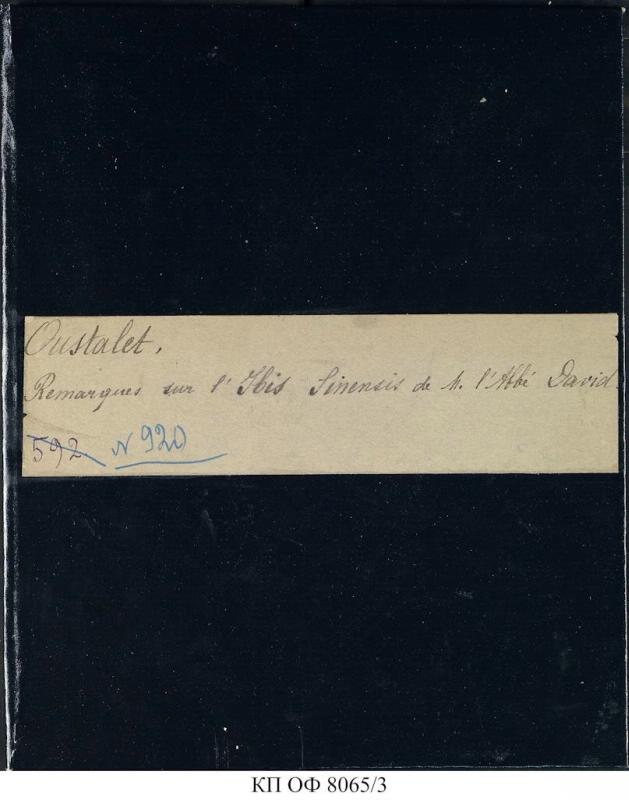 Oustalet,
Remarques sur l' Ibis Sinensis de M. l'Abbé David.
592 N 920
КП ОФ 8065/3